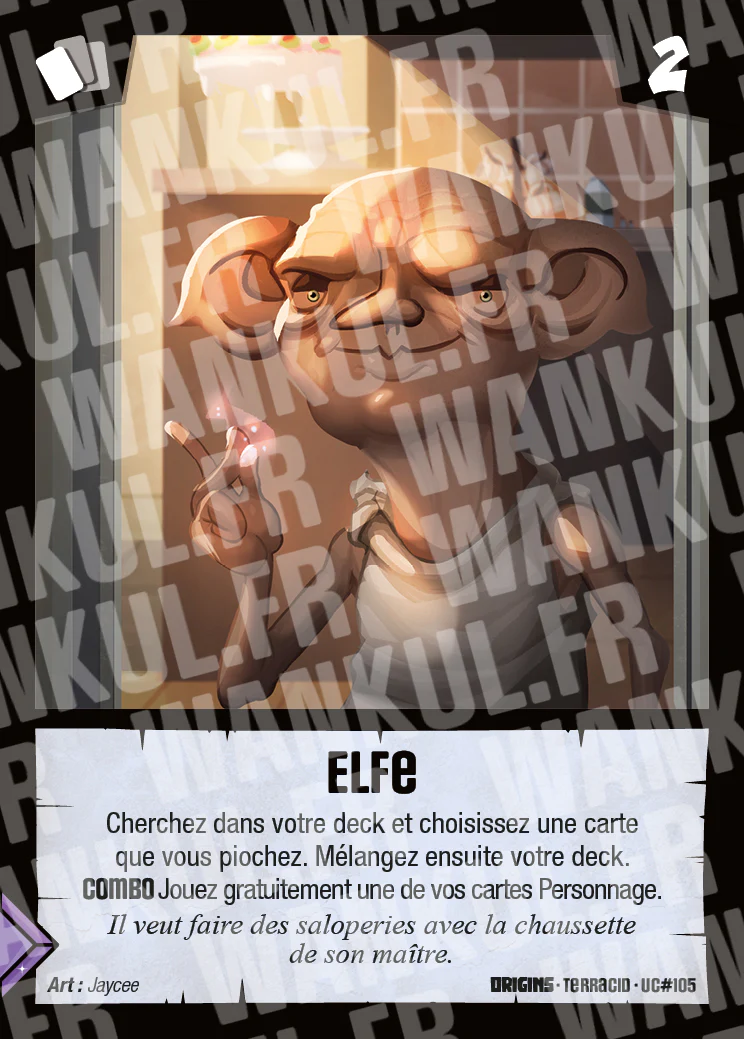 2
ELFE
Cherchez dans votre deck et choisissez une carte
que vous piochez. Mélangez ensuite votre deck.
COMBO Jouez gratuitement une de vos cartes Personnage.
Il veut faire des saloperies avec la chaussette
de son maître.
Art : Jaycee
ORIGINS · TERRACID · UC#105
WANKUL.FR